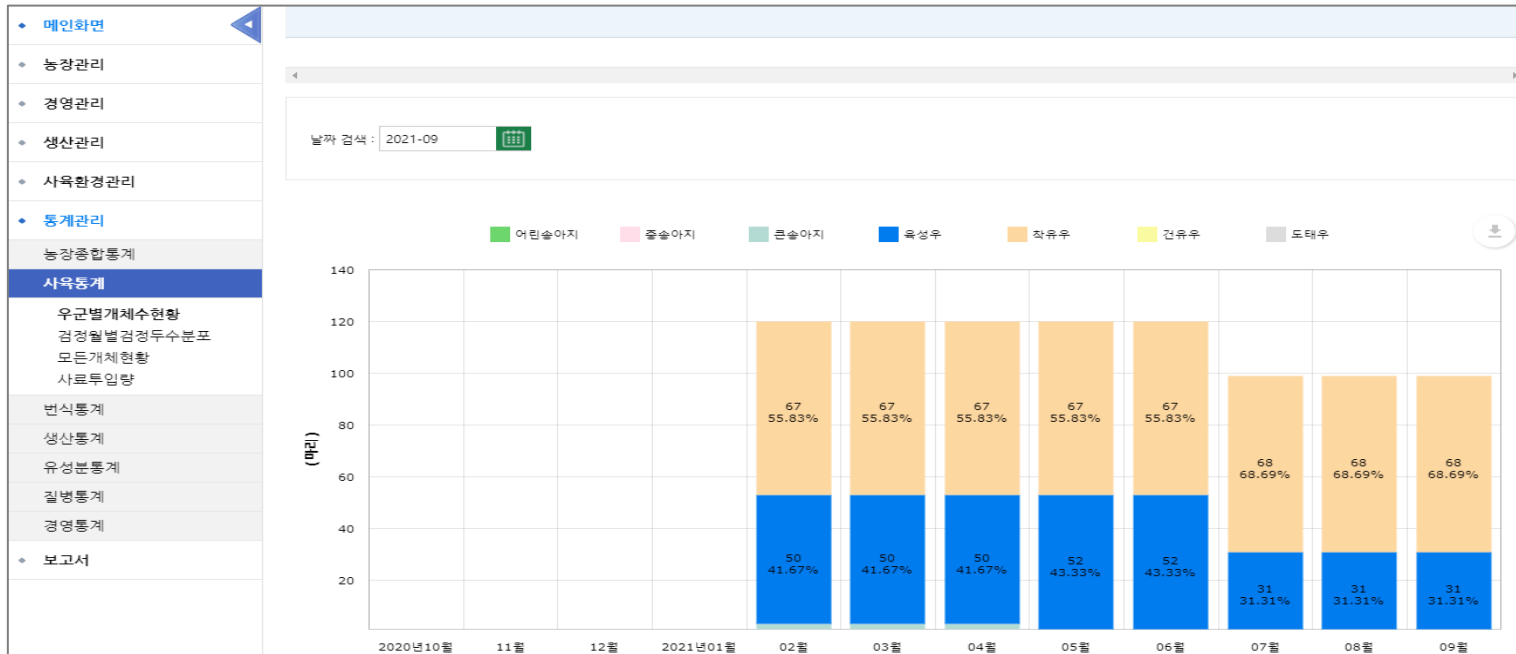 메인화면
농장관리
경영관리
생산관리
사육환경관리
통계관리
농장종합통계
사육통계
우군별개체수현황
검정월별검정두수분포
모든개체현황
사료투입량
번식통계
생산통계
유성분통계
질병통계
경영통계
보고서
날짜 검색 : 2021-09
어린송아지 중송아지 큰송아지 육성우 착유우 건유우 도태우
(마리)
140
120
100
80
60
40
20
67 67 67 67 67
55.83% 55.83% 55.83% 55.83% 55.83%
68 68 68
68.69% 68.69% 68.69%
50 50 50 52 52
41.67% 41.67% 41.67% 43.33% 43.33%
31 31 31
31.31% 31.31% 31.31%
2020년10월 11월 12월 2021년01월 02월 03월 04월 05월 06월 07월 08월 09월